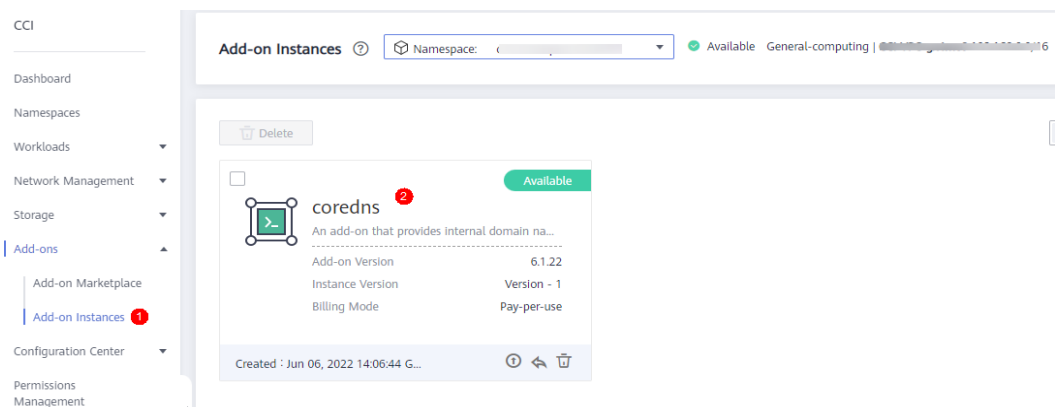 CCI
Dashboard
Namespaces
Workloads
Network Management
Storage
Add-ons
Add-on Marketplace
Add-on Instances 1
Configuration Center
Permissions
Management
Add-on Instances ? Namespace:
Available General-computing |
Delete
Available
coredns 2
An add-on that provides internal domain na...
Add-on Version 6.1.22
Instance Version Version - 1
Billing Mode Pay-per-use
Created : Jun 06, 2022 14:06:44 G...